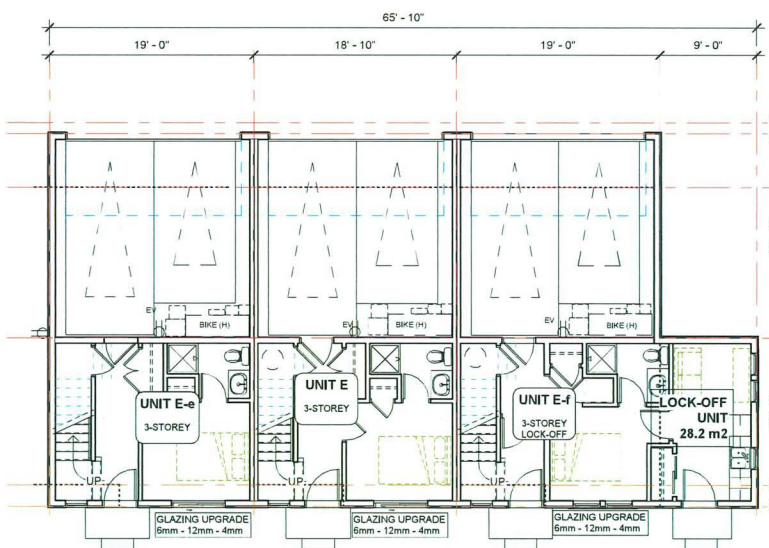 65' - 10"
19' - 0"
18' - 10"
19' - 0"
9' - 0"
EV
BIKE (H)
EV
BIKE (H)
EV
BIKE (H)
UNIT E-e
3-STOREY
UNIT E
3-STOREY
UNIT E-f
3-STOREY
LOCK-OFF
LOCK-OFF
UNIT
28.2 m2
UP
UP
UP
GLAZING UPGRADE
6mm - 12mm - 4mm
GLAZING UPGRADE
6mm - 12mm - 4mm
GLAZING UPGRADE
6mm - 12mm - 4mm